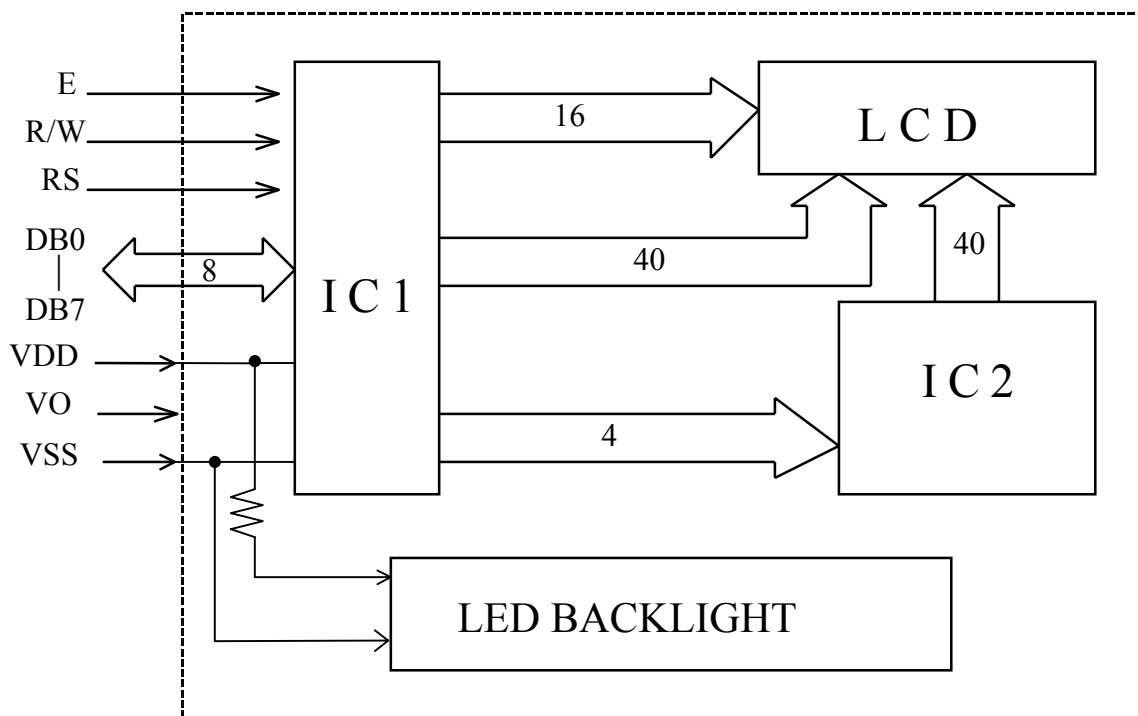 E
R/W
RS
DB0
DB7
VDD
VO
VSS
8
I C 1
16
40
4
L C D
40
I C 2
LED BACKLIGHT